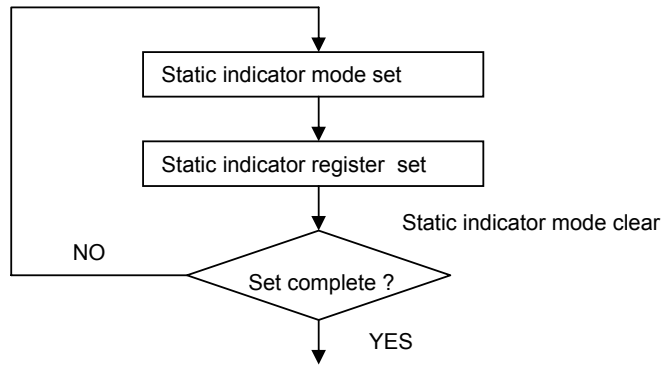 Static indicator mode set
Static indicator register set
Static indicator mode clear
NO
Set complete ?
YES